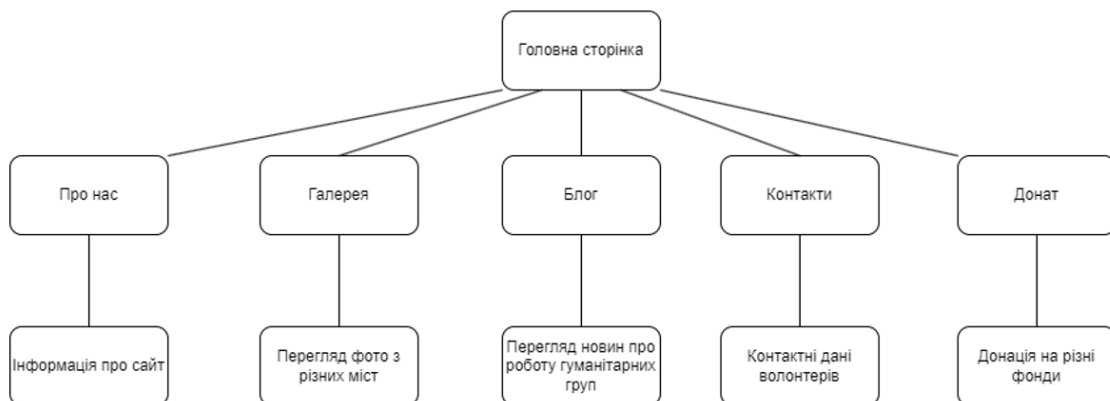 Головна сторінка
Про нас
Галерея
Блог
Контакти
Донат
Інформація про сайт
Перегляд фото з
різних міст
Перегляд новин про
роботу гуманітарних
груп
Контактні дані
волонтерів
Донація на різні
фонди